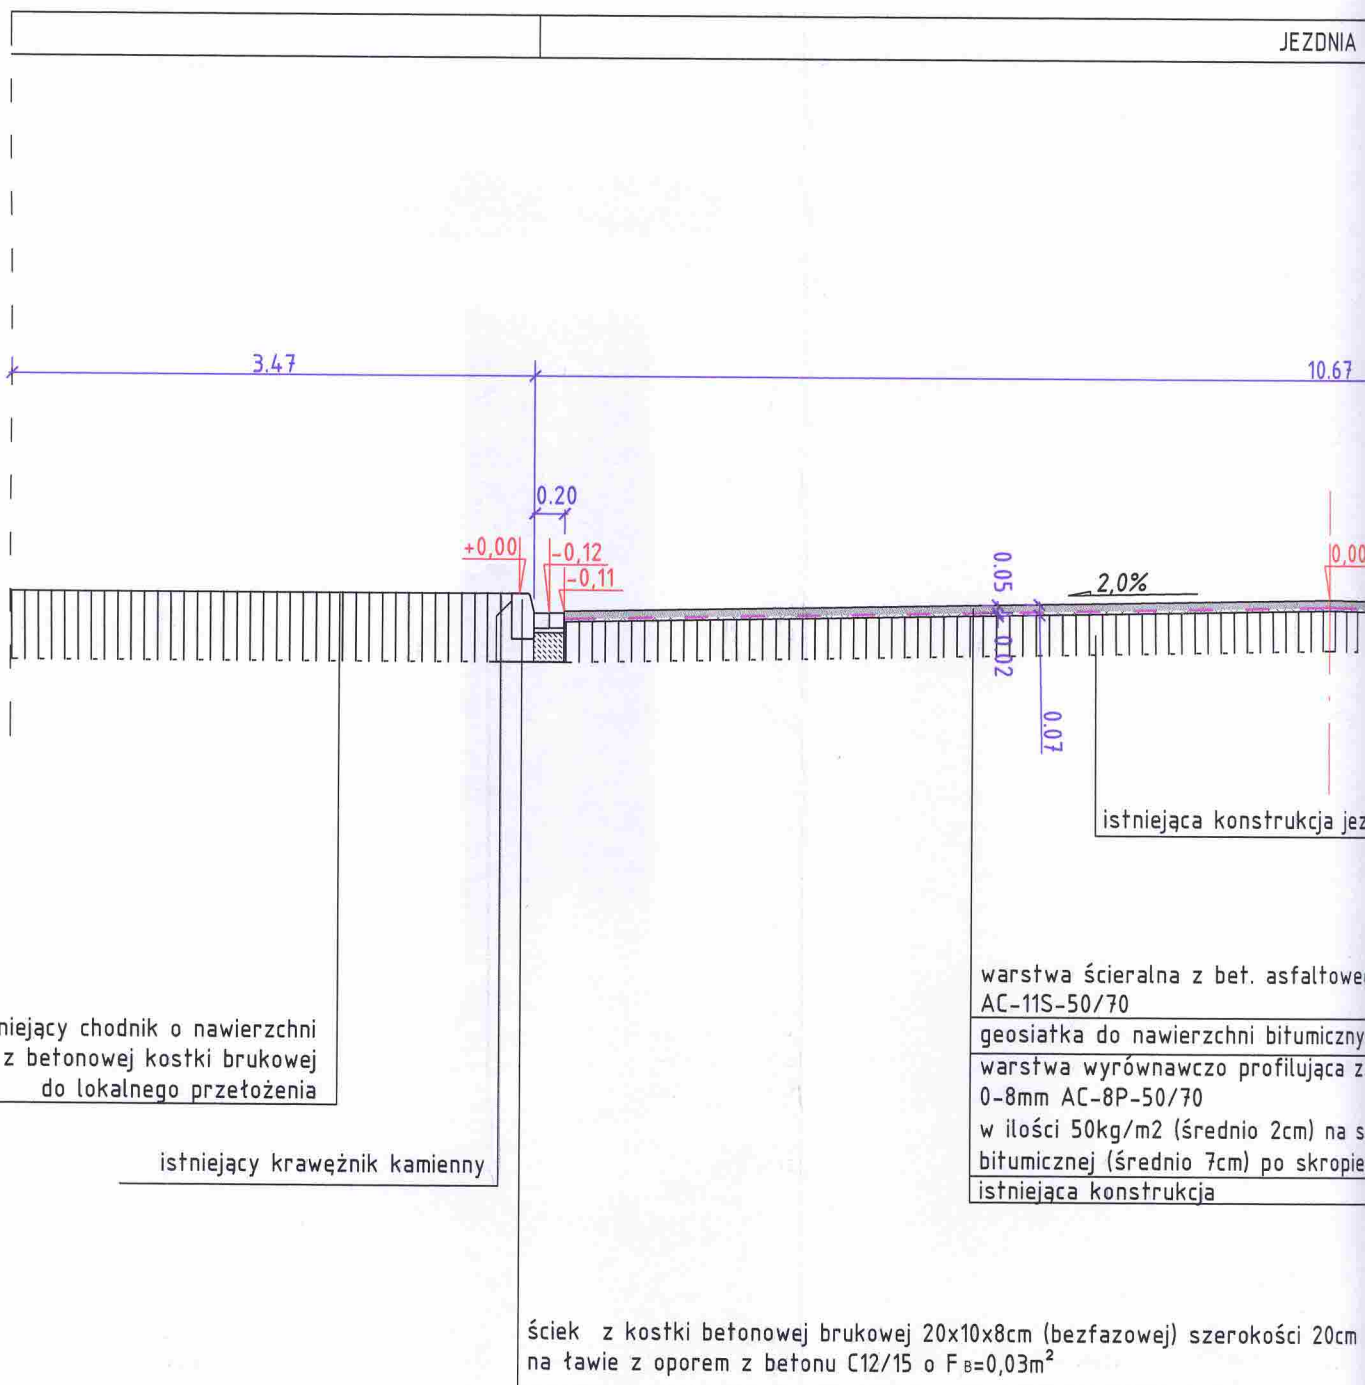 JEZDNIA
3.47
10.67
0.20
+0,00
-0,12
-0,11
0.05
2,0%
0,00
0.02
0.07
istniejąca konstrukcja jez
warstwa ścieralna z bet. asfaltoweg
AC-11S-50/70
geosiatka do nawierzchni bitumiczny
warstwa wyrównawczo profilująca z
0-8mm AC-8P-50/70
w ilości 50kg/m2 (średnio 2cm) na s
bitumicznej (średnio 7cm) po skropie
istniejąca konstrukcja
niejący chodnik o nawierzchni
z betonowej kostki brukowej
do lokalnego przełożenia
istniejący krawężnik kamienny
ściek z kostki betonowej brukowej 20x10x8cm (bezfazowej) szerokości 20cm
na ławie z oporem z betonu C12/15 o FB=0,03m²